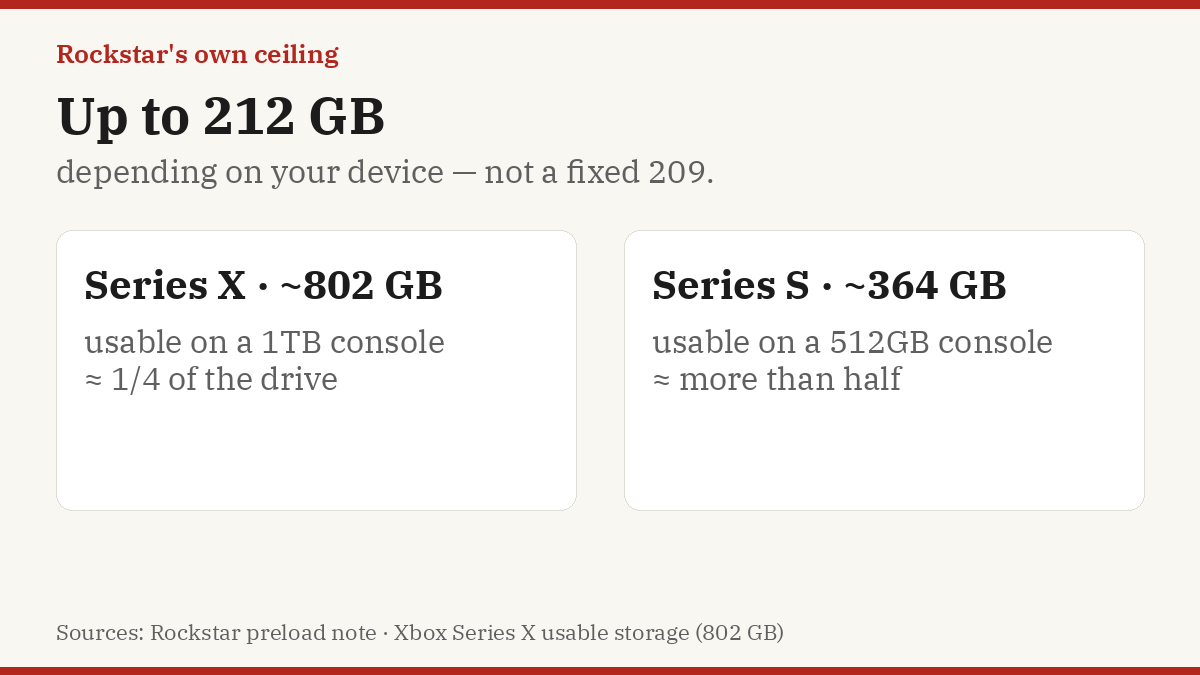 Rockstar's own ceiling
Up to 212 GB
depending on your device — not a fixed 209.
Series X · ~802 GB
usable on a 1TB console
≈ 1/4 of the drive
Series S · ~364 GB
usable on a 512GB console
≈ more than half
Sources: Rockstar preload note · Xbox Series X usable storage (802 GB)